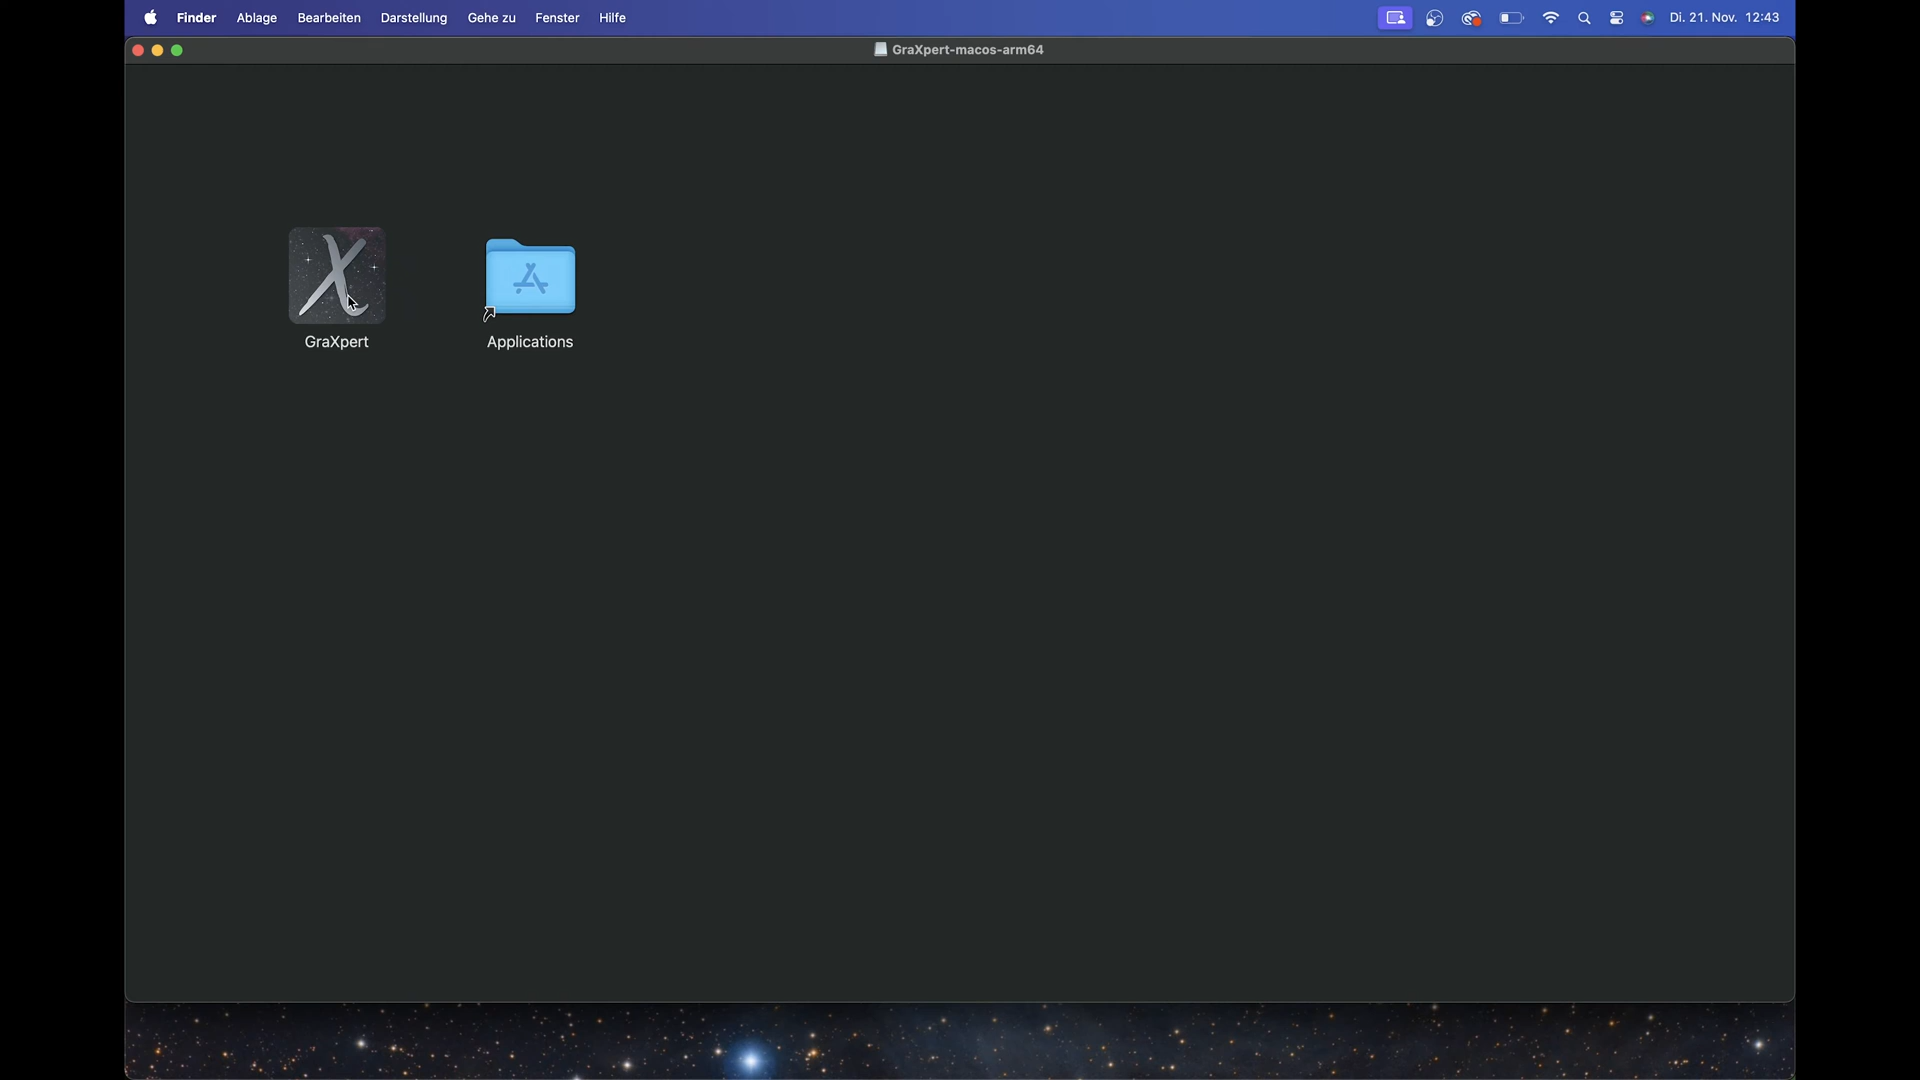 Finder Ablage Bearbeiten Darstellung Gehe zu Fenster Hilfe Di. 21. Nov. 12:43
GraXpert-macos-arm64
GraXpert Applications